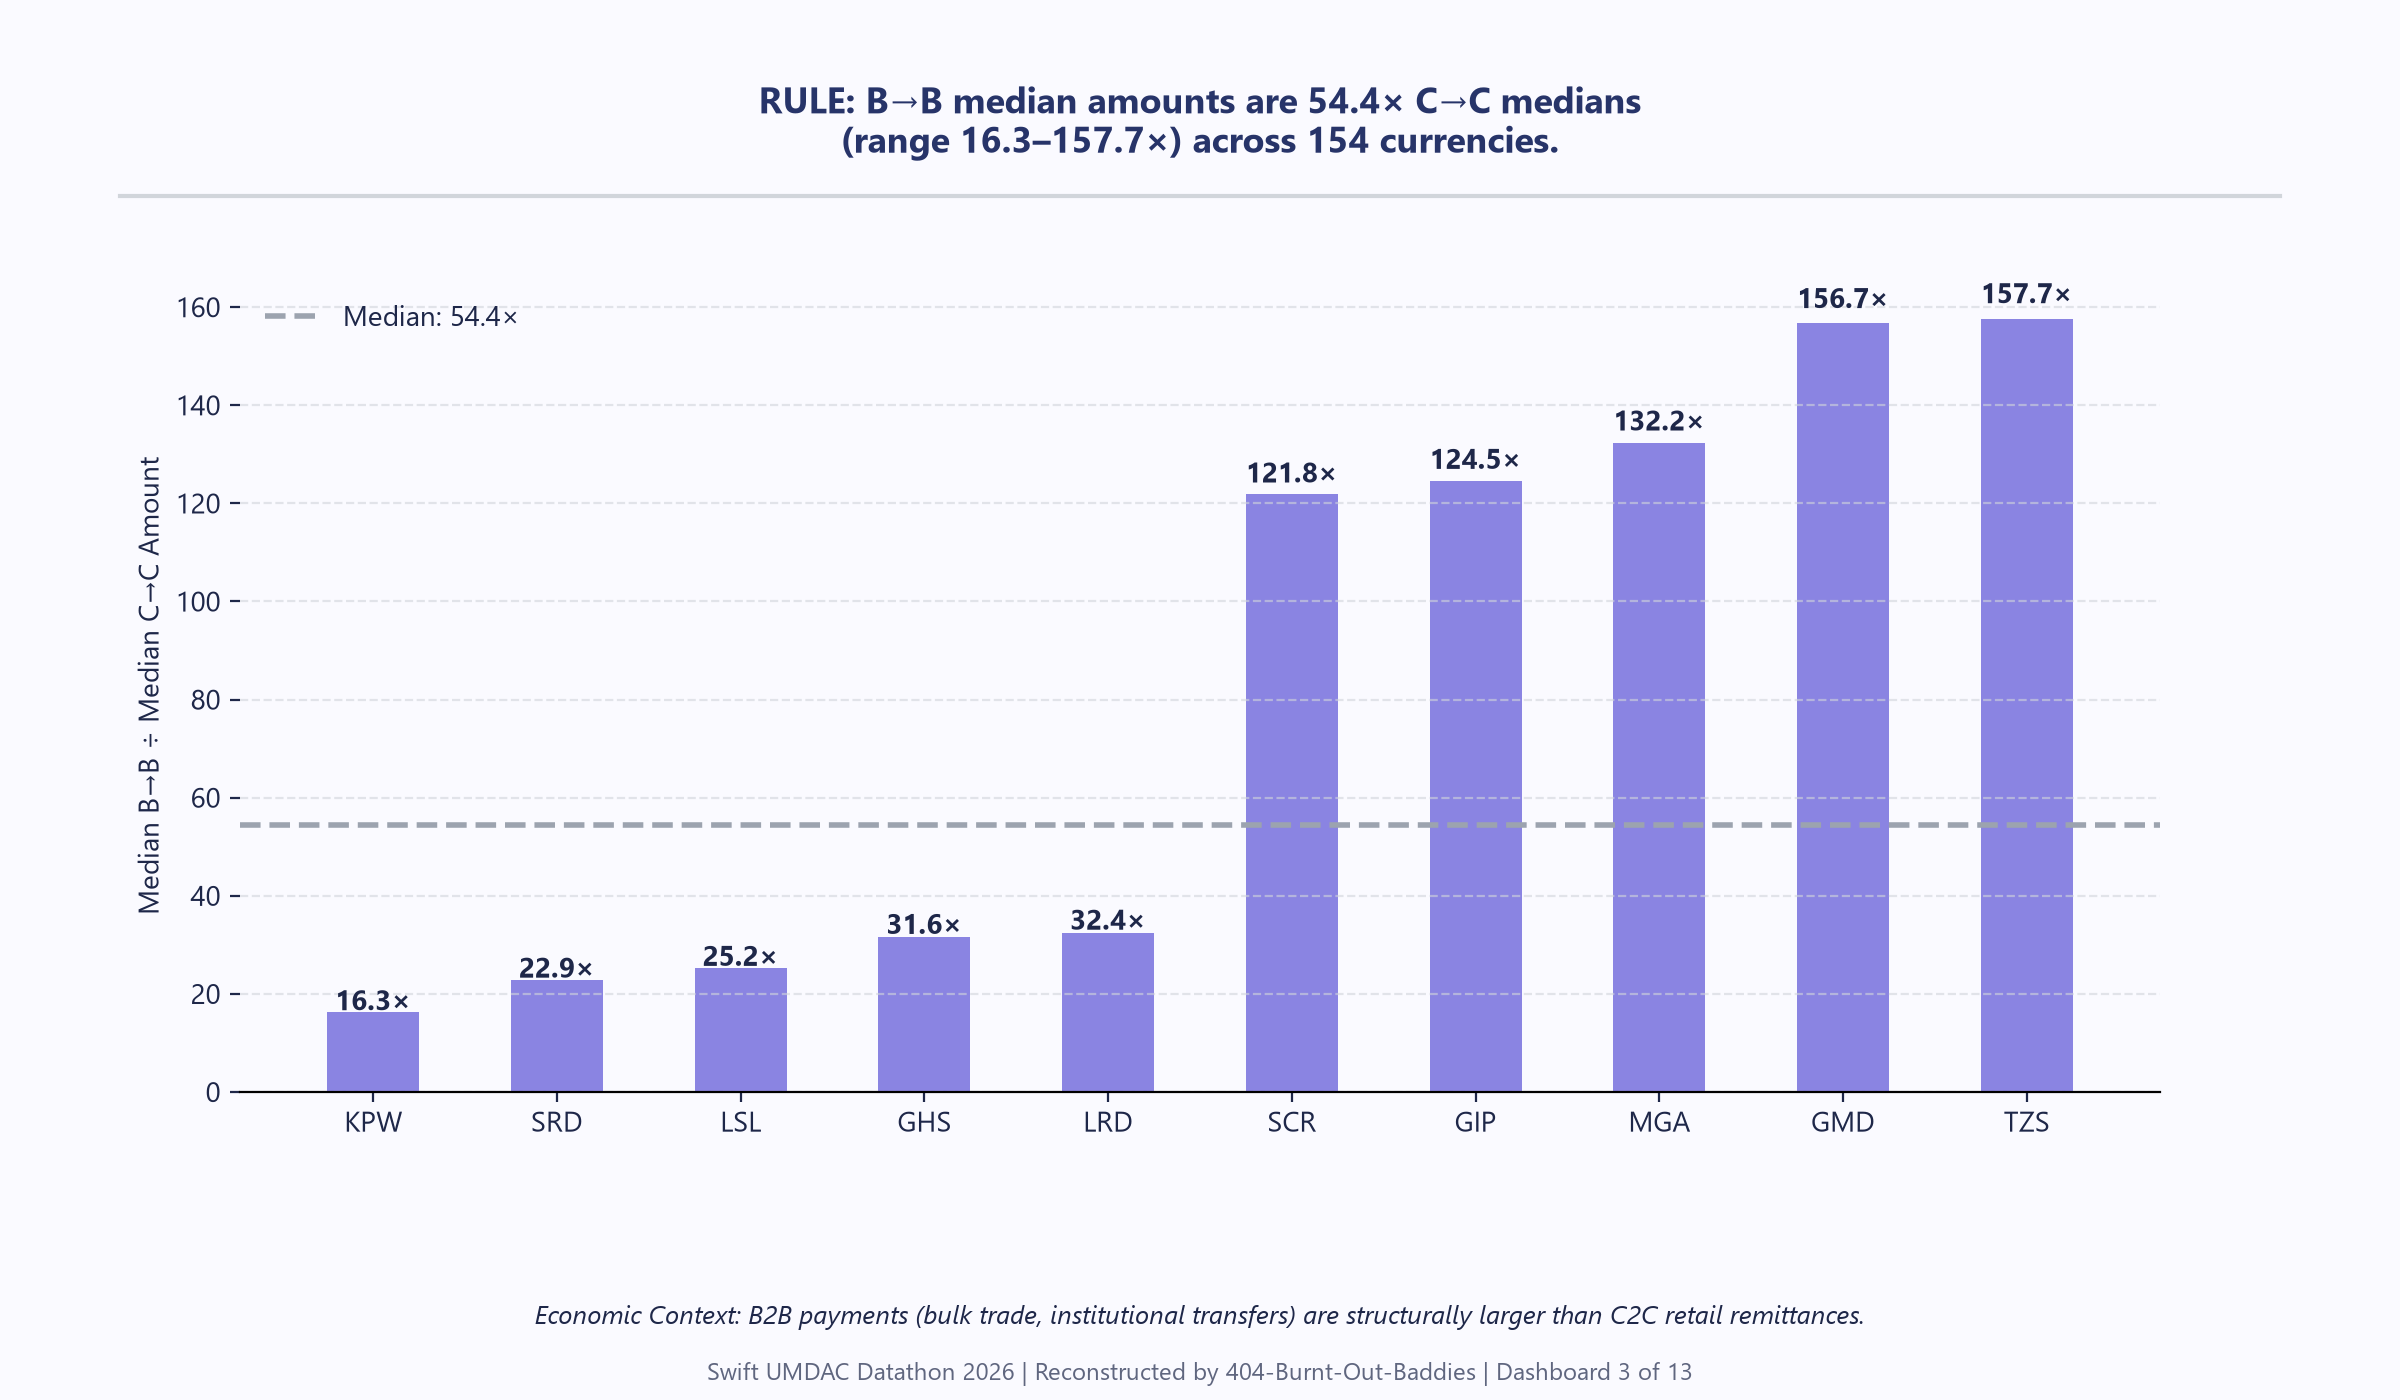 RULE: B→B median amounts are 54.4× C→C medians
(range 16.3–157.7×) across 154 currencies.
Median: 54.4×
Median B→B ÷ Median C→C Amount
160
140
120
100
80
60
40
20
0
16.3×
22.9×
25.2×
31.6×
32.4×
121.8×
124.5×
132.2×
156.7×
157.7×
KPW
SRD
LSL
GHS
LRD
SCR
GIP
MGA
GMD
TZS
Economic Context: B2B payments (bulk trade, institutional transfers) are structurally larger than C2C retail remittances.
Swift UMDAC Datathon 2026 | Reconstructed by 404-Burnt-Out-Baddies | Dashboard 3 of 13